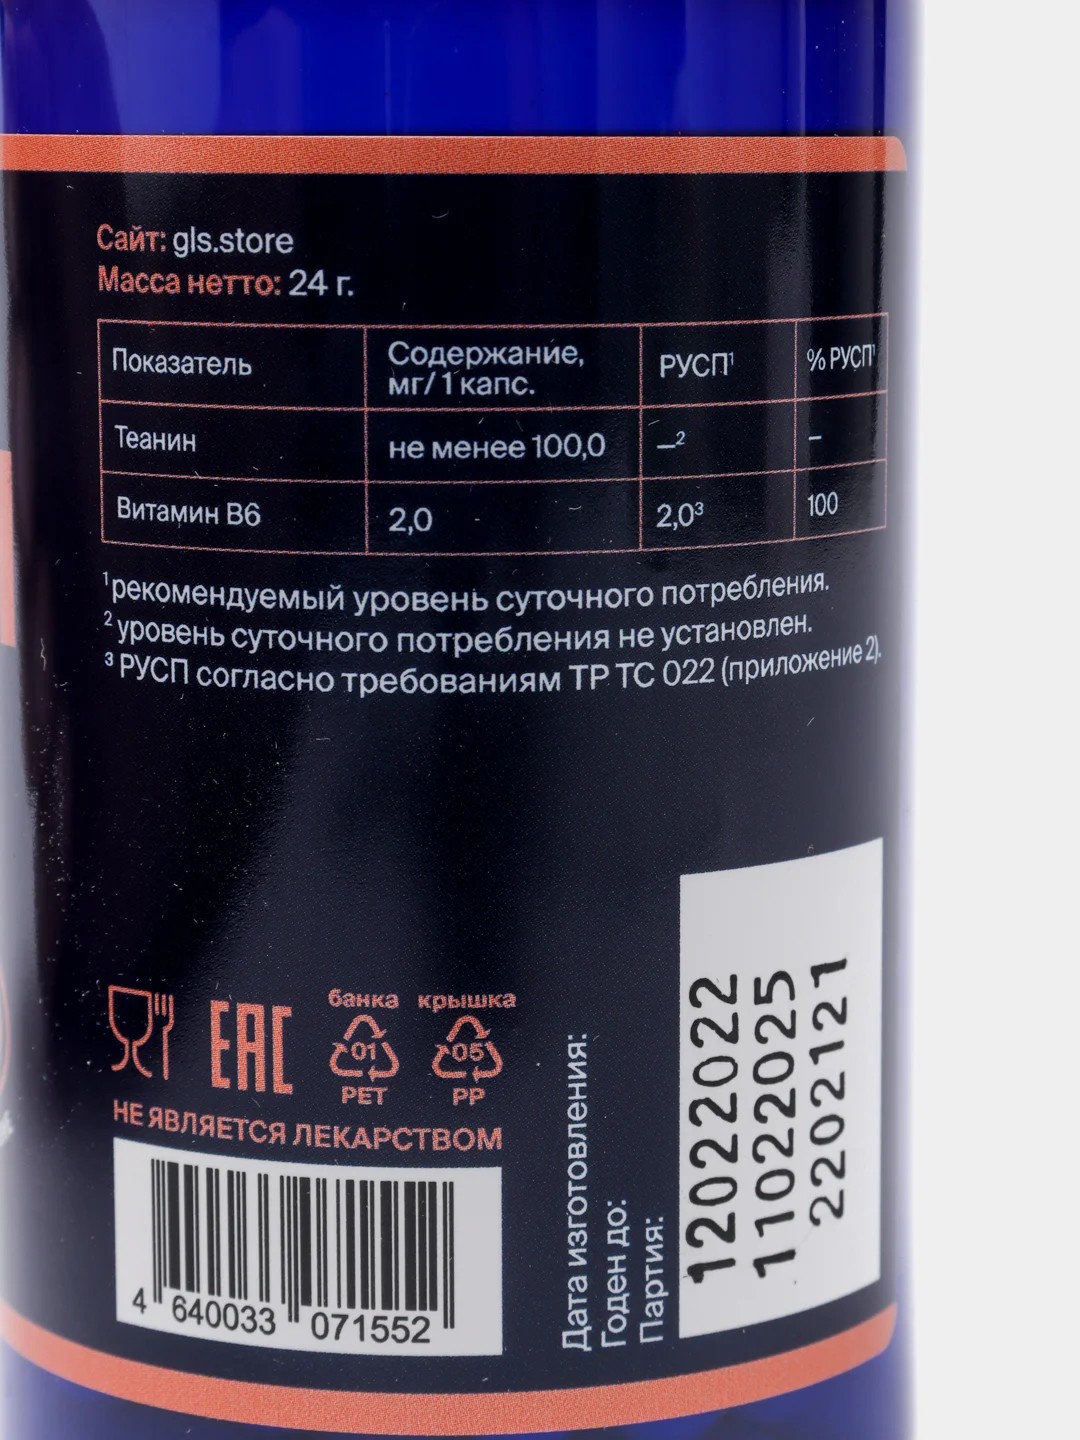 Сайт: gls.store
Масса нетто: 24 г.
Показатель
Содержание,
мг/1 капс.
РУСП¹
% РУСП¹
Теанин
не менее 100,0
–²
–
Витамин В6
2,0
2,0³
100
¹рекомендуемый уровень суточного потребления.
² уровень суточного потребления не установлен.
³ РУСП согласно требованиям ТР ТС 022 (приложение 2).
банка
крышка
EAC
01
05
PET
PP
НЕ ЯВЛЯЕТСЯ ЛЕКАРСТВОМ
4 640033 071552
Дата изготовления:
Годен до:
Партия:
12022022
11022025
2202121